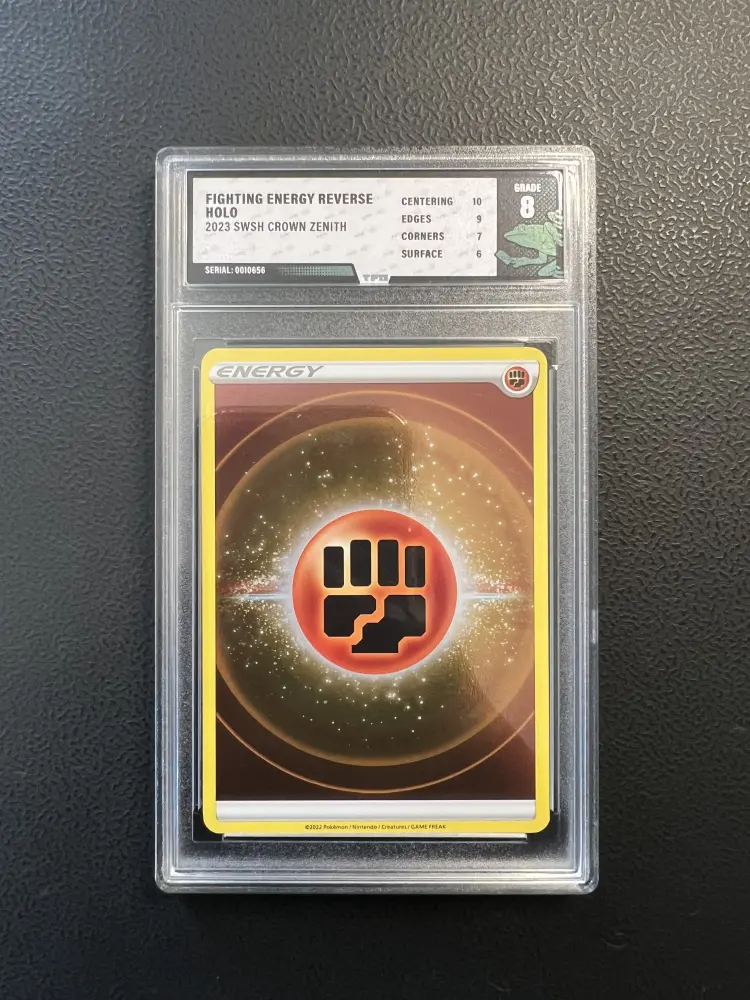 FIGHTING ENERGY REVERSE
HOLO
2023 SWSH CROWN ZENITH
SERIAL: 0010656
CENTERING 10
EDGES 9
CORNERS 7
SURFACE 6
GRADE
8
ENERGY
©2022 Pokémon / Nintendo / Creatures / GAME FREAK